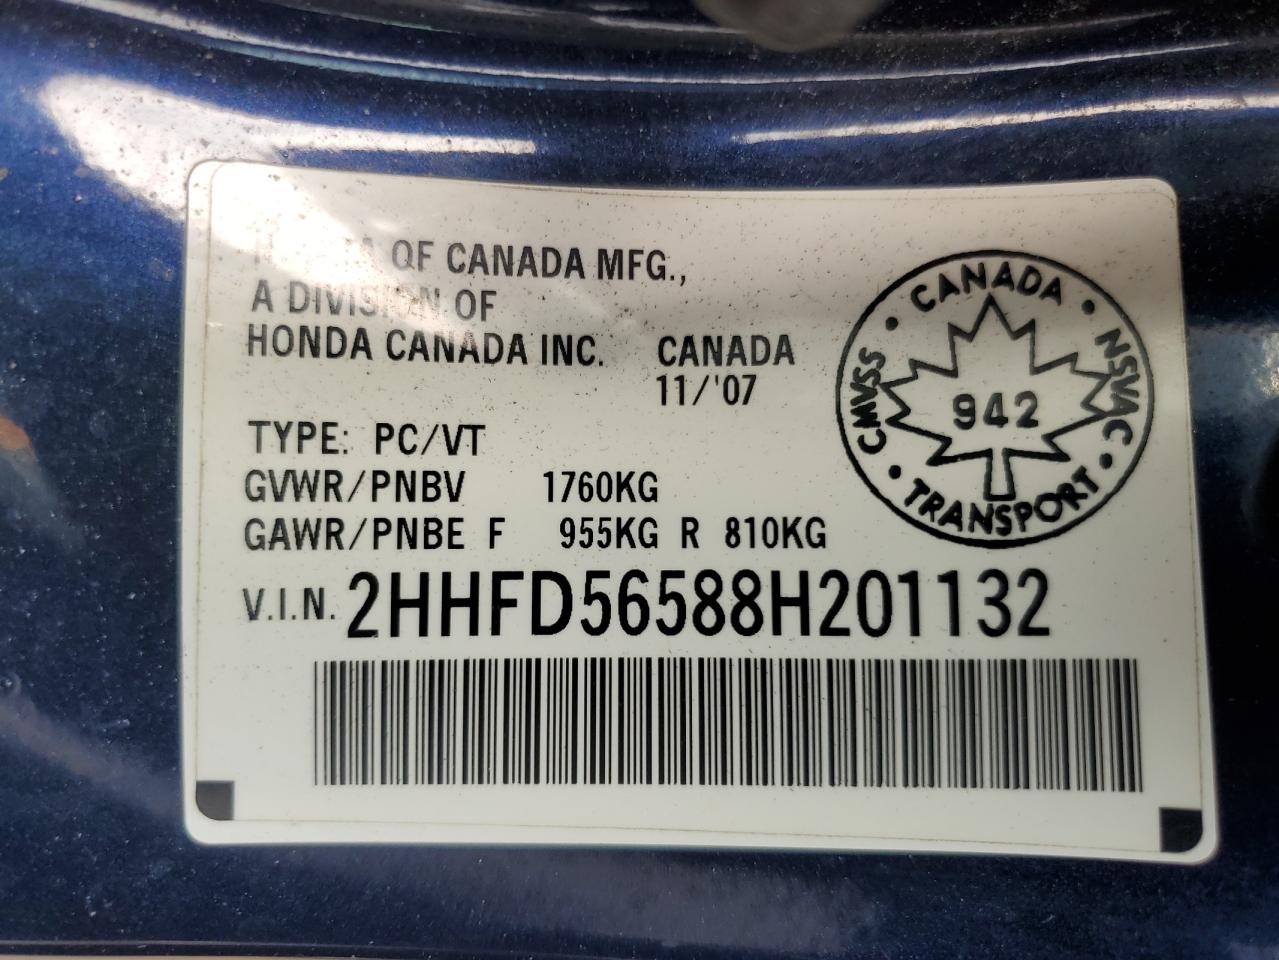 OF CANADA MFG.,
A DIVISION OF
HONDA CANADA INC. CANADA
11/'07
TYPE: PC/VT
GVWR/PNBV 1760KG
GAWR/PNBE F 955KG R 810KG
V.I.N. 2HHFD56588H201132
CANADA • NSVAC • TRANSPORT • CMVSS •
942